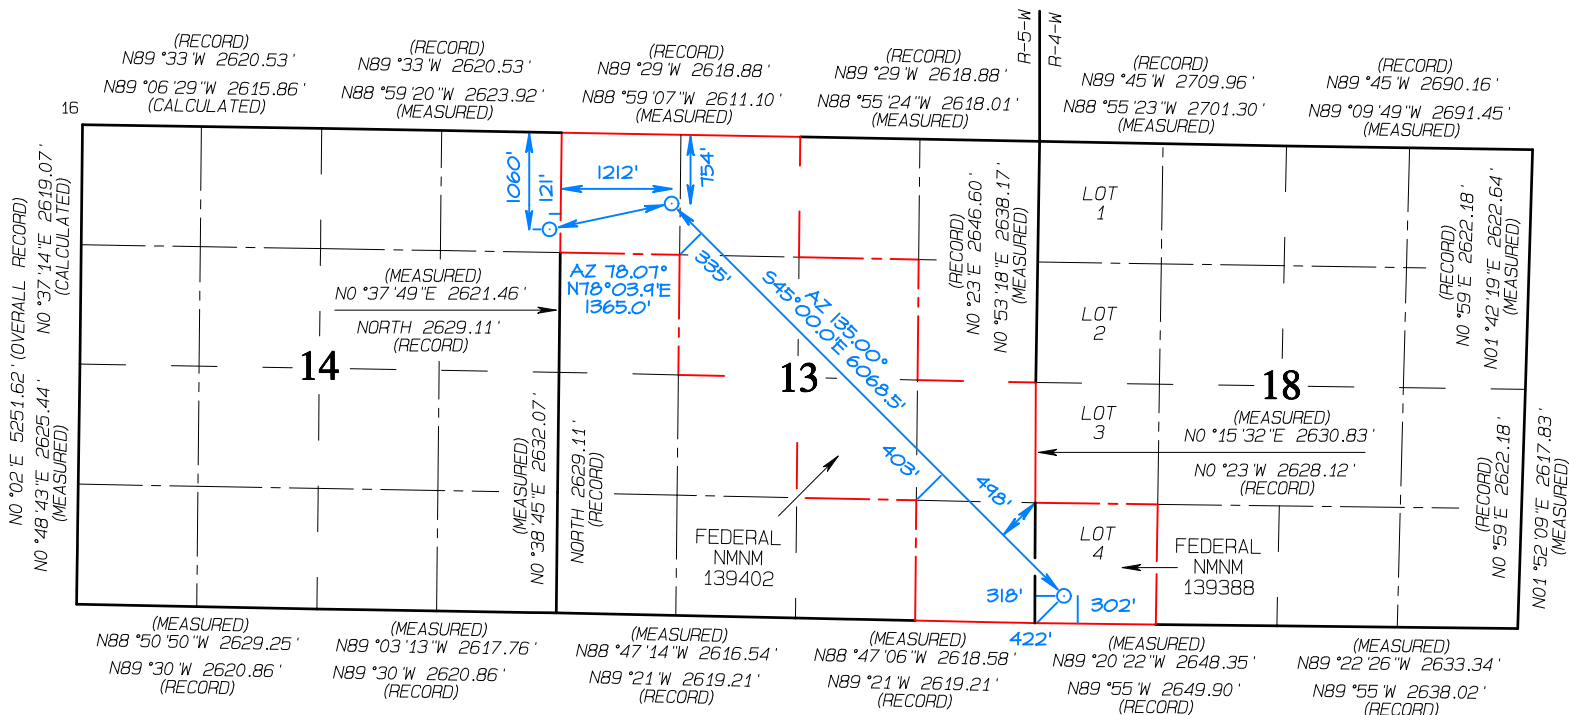 (RECORD)
N89°33'W 2620.53'
N89°06'29"W 2615.86'
(CALCULATED)
(RECORD)
N89°33'W 2620.53'
N88°59'20"W 2623.92'
(MEASURED)
(RECORD)
N89°29'W 2618.88'
N88°59'07"W 2611.10'
(MEASURED)
(RECORD)
N89°29'W 2618.88'
N88°55'24"W 2618.01'
(MEASURED)
R-5-W
R-4-W
(RECORD)
N89°45'W 2709.96'
N88°55'23"W 2701.30'
(MEASURED)
(RECORD)
N89°45'W 2690.16'
N89°09'49"W 2691.45'
(MEASURED)
16
N0°02'E 5251.62' (OVERALL RECORD)
N0°37'14"E 2619.07'
(CALCULATED)
N0°48'43"E 2625.44'
(MEASURED)
1060'
121'
1212'
754'
AZ 78.07°
N78°03.9'E
1365.0'
335'
AZ 135.00°
S45°00.0'E 6068.5'
(MEASURED)
N0°37'49"E 2621.46'
NORTH 2629.11'
(RECORD)
14
13
18
(RECORD)
N0°23'E 2646.60'
N0°53'18"E 2638.17'
(MEASURED)
LOT
1
LOT
2
LOT
3
LOT
4
(RECORD)
N0°59'E 2622.18'
N01°42'19"E 2622.64'
(MEASURED)
(MEASURED)
N0°15'32"E 2630.83'
N0°23'W 2628.12'
(RECORD)
(MEASURED)
N0°38'45"E 2632.07'
NORTH 2629.11'
(RECORD)
403'
498'
FEDERAL
NMNM
139402
FEDERAL
NMNM
139388
318'
302'
422'
(RECORD)
N0°59'E 2622.18'
N01°52'09"E 2617.83'
(MEASURED)
(MEASURED)
N88°50'50"W 2629.25'
N89°30'W 2620.86'
(RECORD)
(MEASURED)
N89°03'13"W 2617.76'
N89°30'W 2620.86'
(RECORD)
(MEASURED)
N88°47'14"W 2616.54'
N89°21'W 2619.21'
(RECORD)
(MEASURED)
N88°47'06"W 2618.58'
N89°21'W 2619.21'
(RECORD)
(MEASURED)
N89°20'22"W 2648.35'
N89°55'W 2649.90'
(RECORD)
(MEASURED)
N89°22'26"W 2633.34'
N89°55'W 2638.02'
(RECORD)